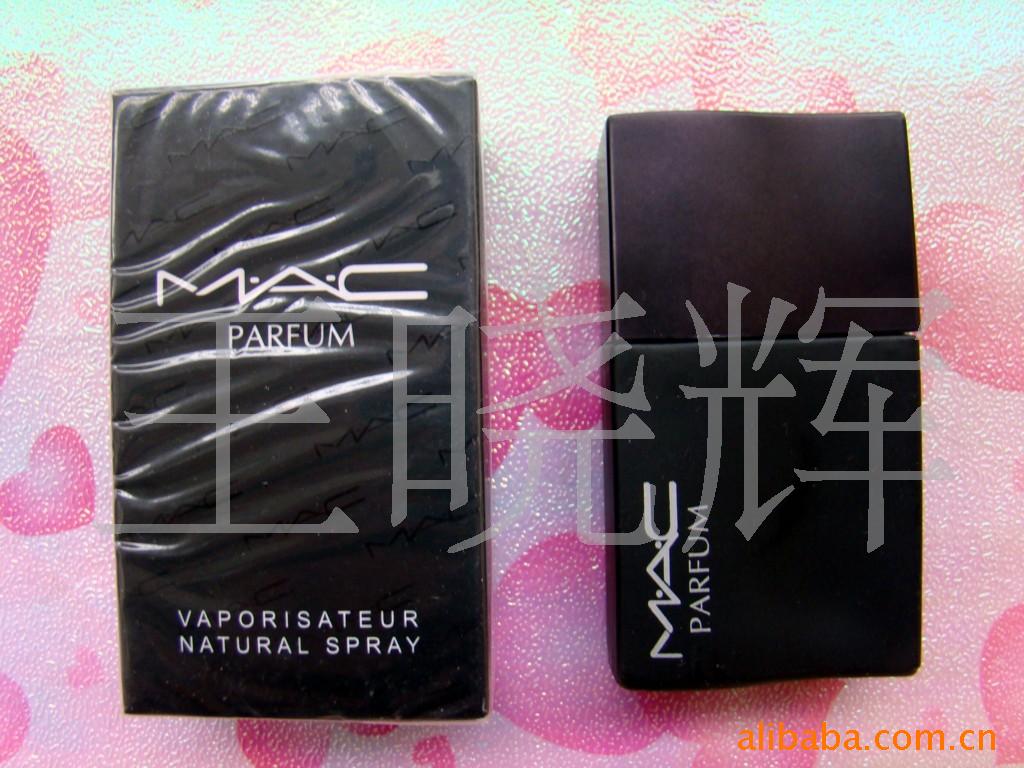 M·A·C
PARFUM
VAPORISATEUR
NATURAL SPRAY
M·A·C
PARFUM
王晓辉
alibaba.com.cn